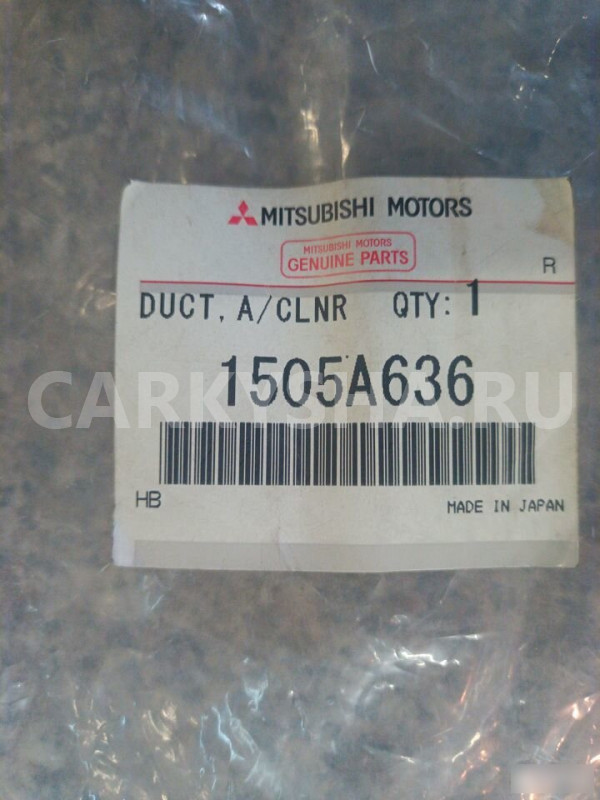 MITSUBISHI MOTORS
MITSUBISHI MOTORS
GENUINE PARTS
R
DUCT, A/CLNR QTY: 1
1505A636
CARKYSHA.RU
HB
MADE IN JAPAN